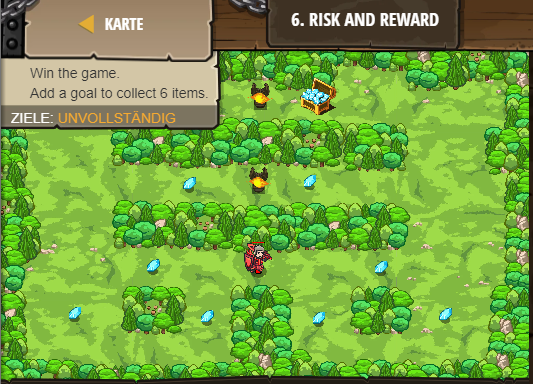 KARTE
6. RISK AND REWARD
Win the game.
Add a goal to collect 6 items.
ZIELE: UNVOLLSTÄNDIG